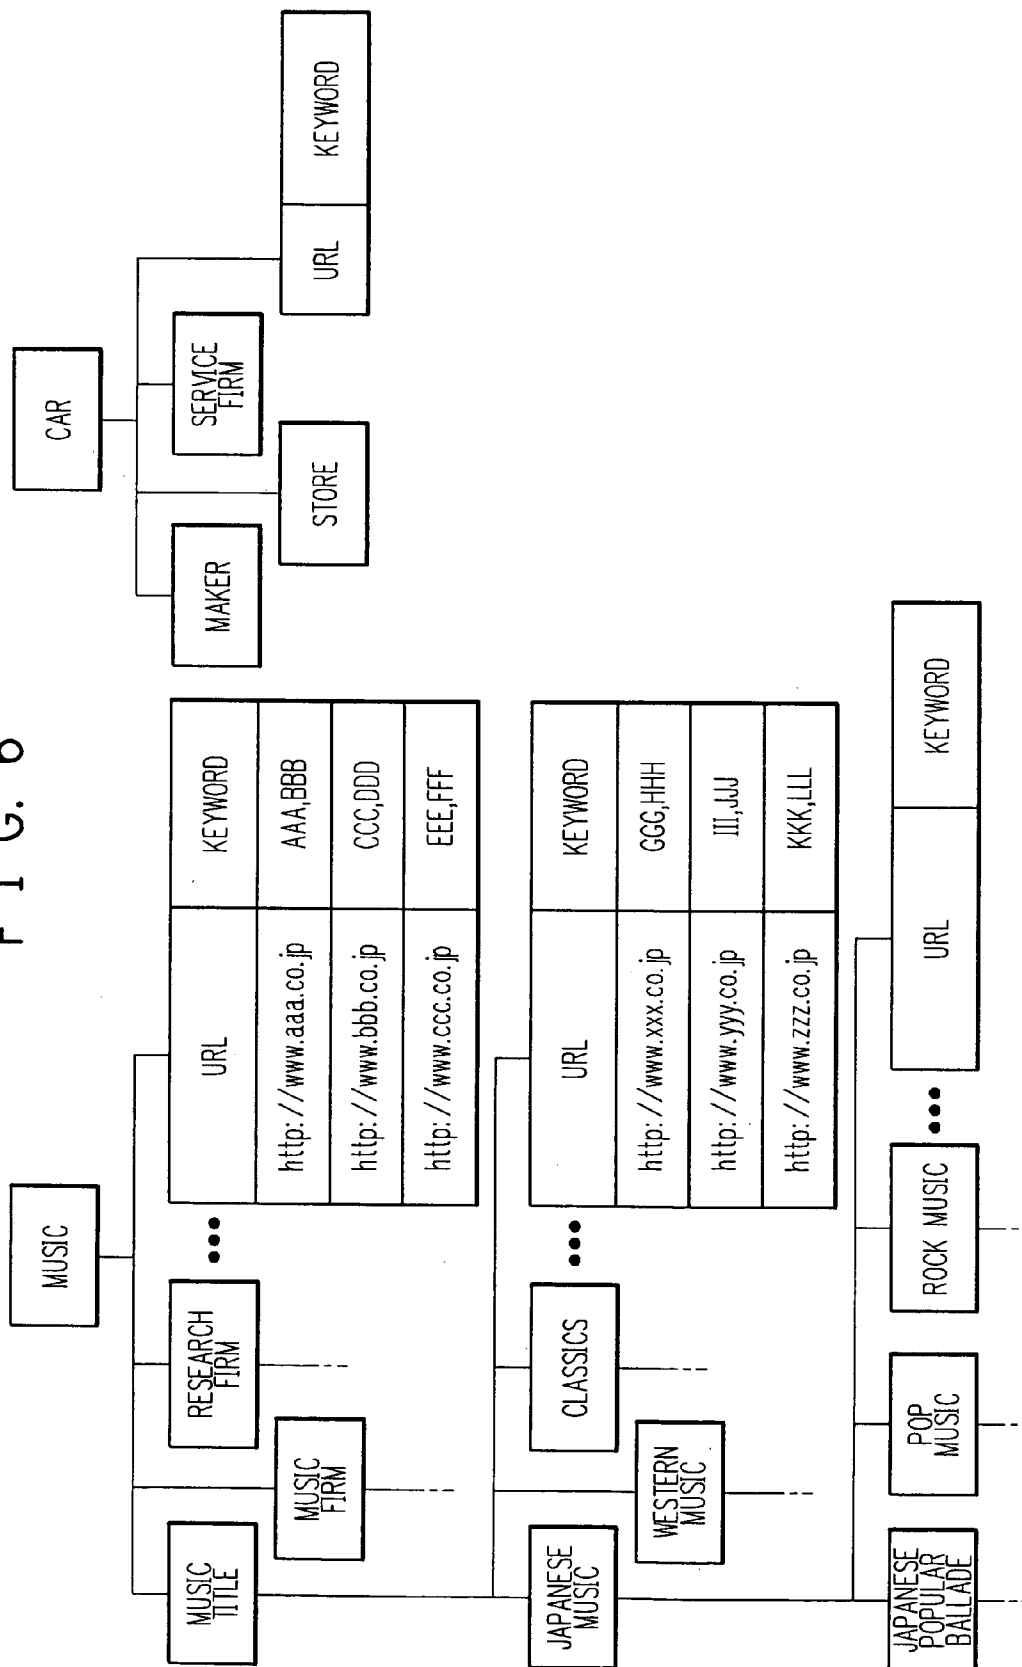 FIG. 6
MUSIC
CAR
MUSIC
TITLE
MUSIC
FIRM
RESEARCH
FIRM
URL
KEYWORD
http://www.aaa.co.jp
AAA,BBB
http://www.bbb.co.jp
CCC,DDD
http://www.ccc.co.jp
EEE,FFF
MAKER
STORE
SERVICE
FIRM
URL
KEYWORD
JAPANESE
MUSIC
WESTERN
MUSIC
CLASSICS
URL
KEYWORD
http://www.xxx.co.jp
GGG,HHH
http://www.yyy.co.jp
III,JJJ
http://www.zzz.co.jp
KKK,LLL
JAPANESE
POPULAR
BALLADE
POP
MUSIC
ROCK MUSIC
URL
KEYWORD